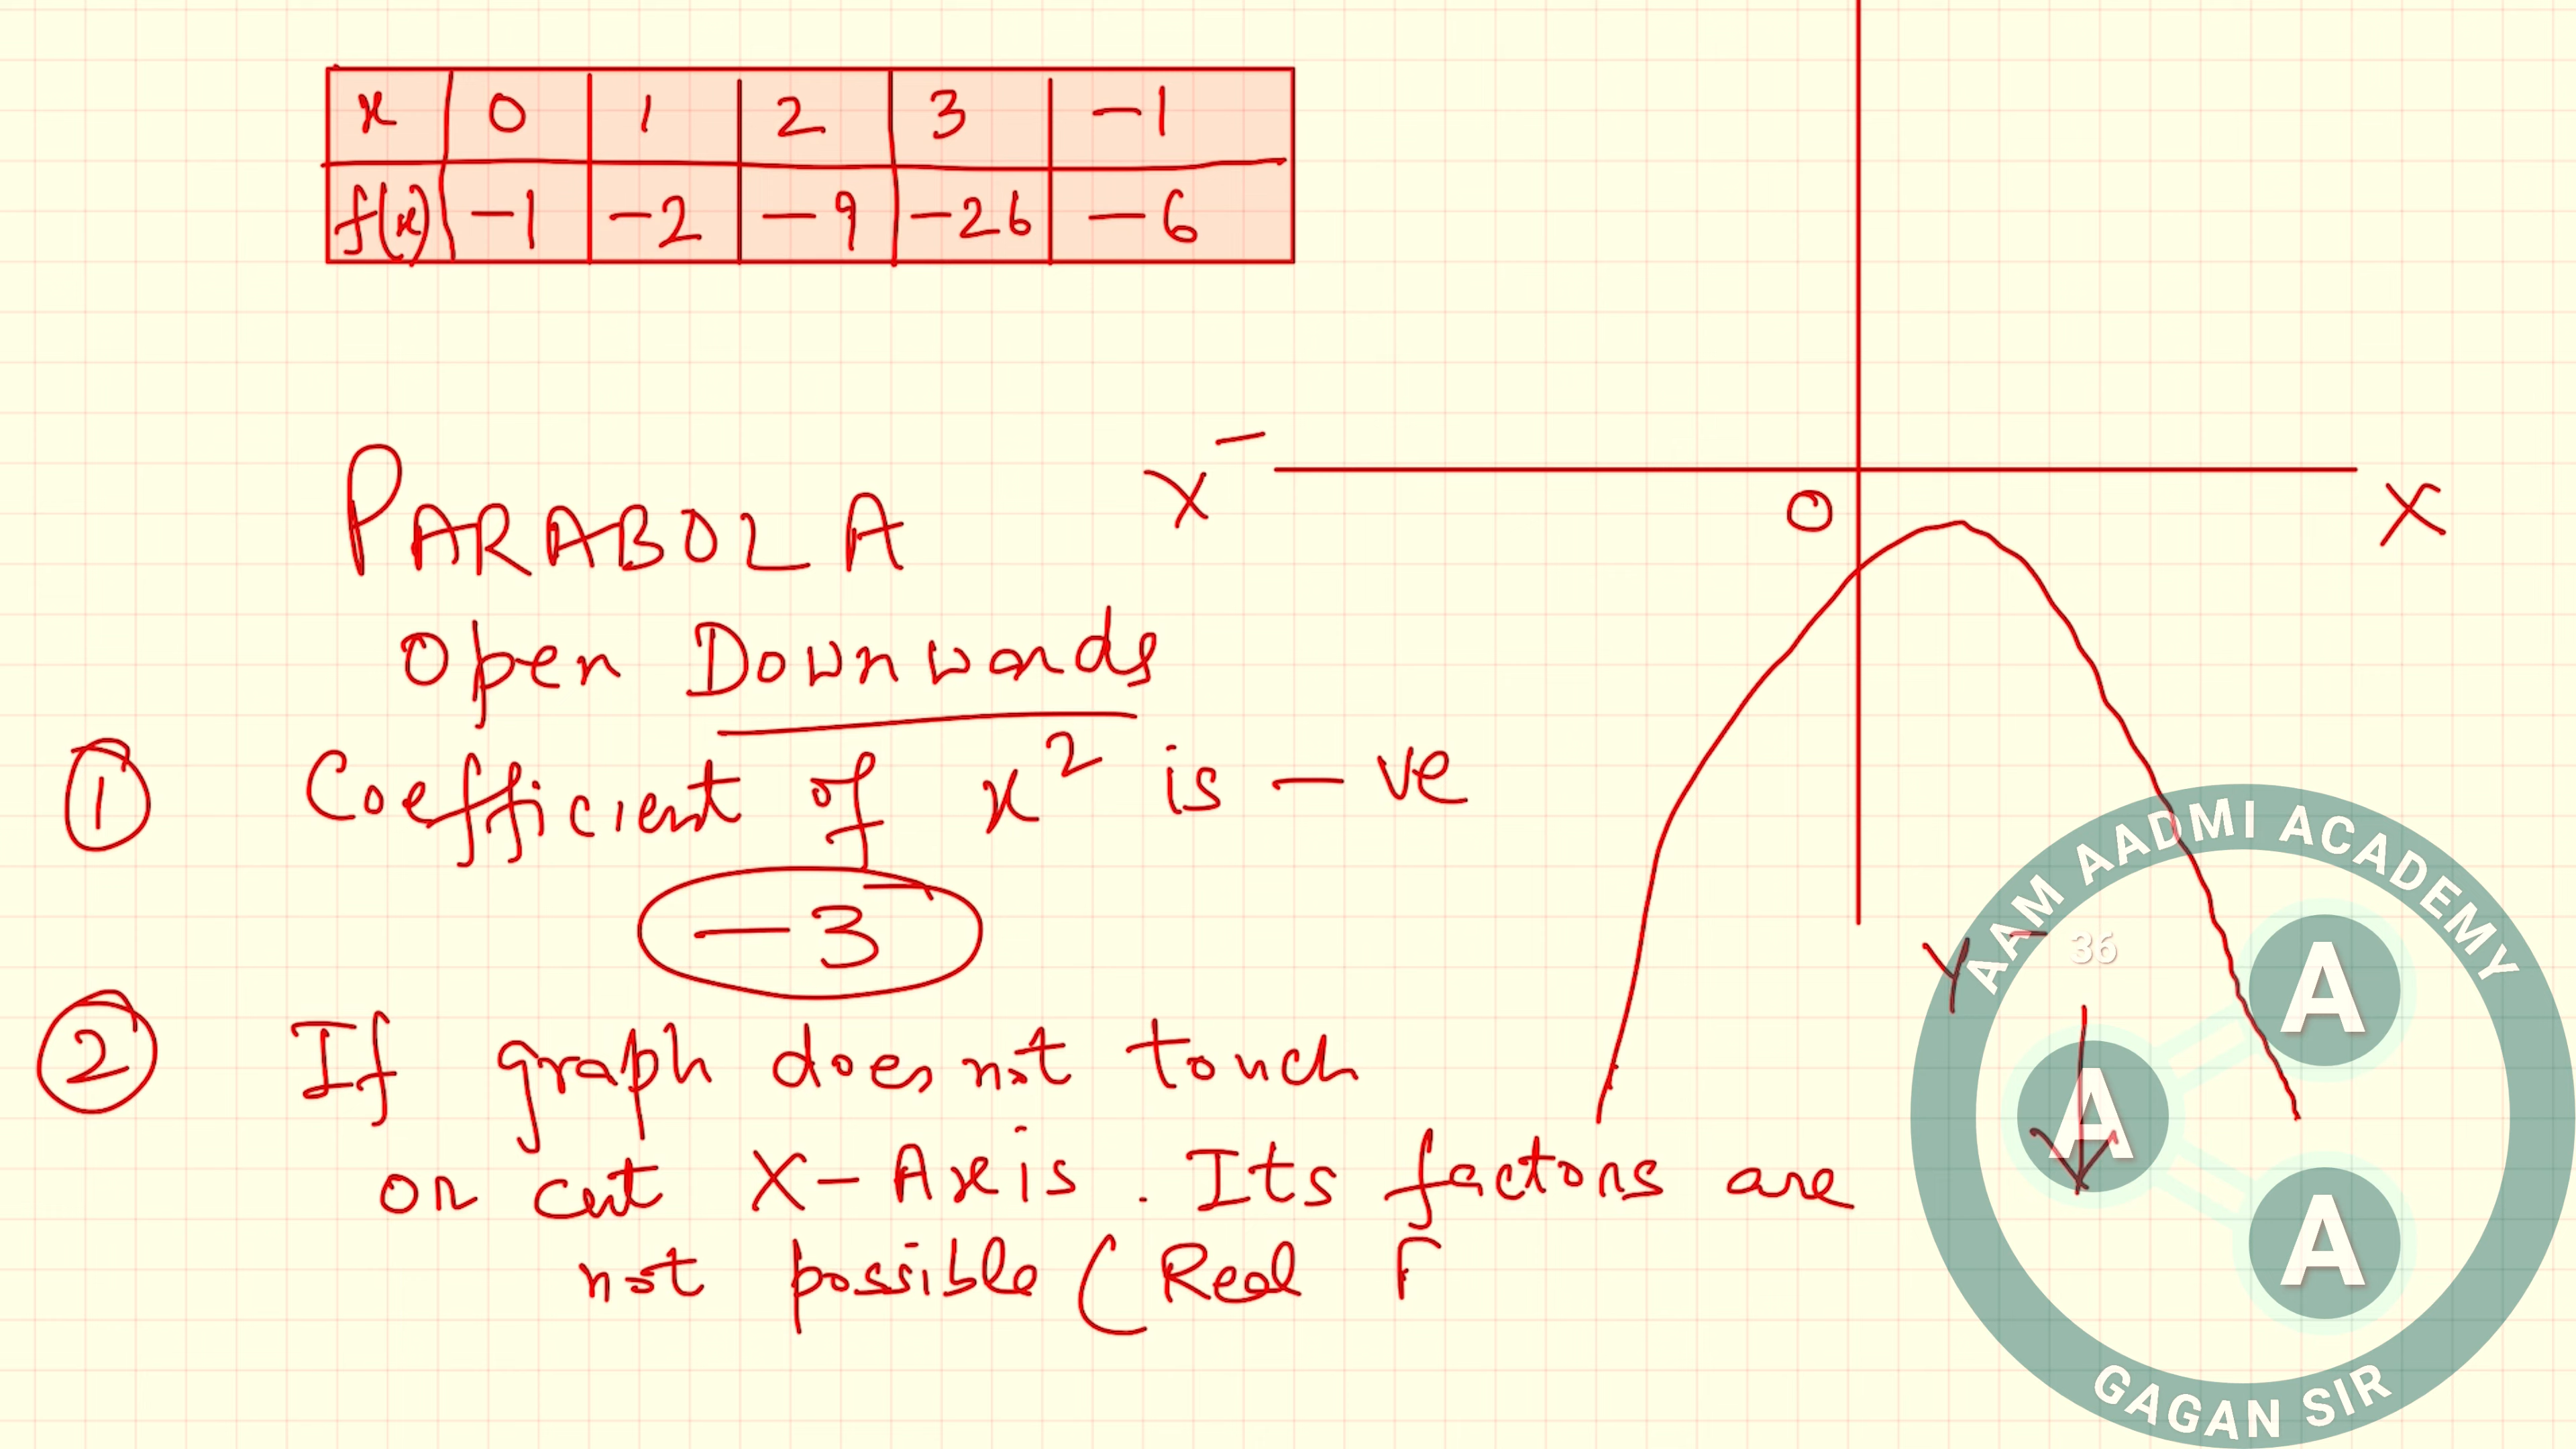 x 0 1 2 3 -1
f(x) -1 -2 -9 -26 -6
PARABOLA
X⁻
O
X
Open Downwards
① Coefficient of x² is -ve
-3
Y⁻
② If graph does not touch
or cut X-Axis. Its factors are
not possible (Real F
AAM AADMI ACADEMY
36
A
A
A
GAGAN SIR